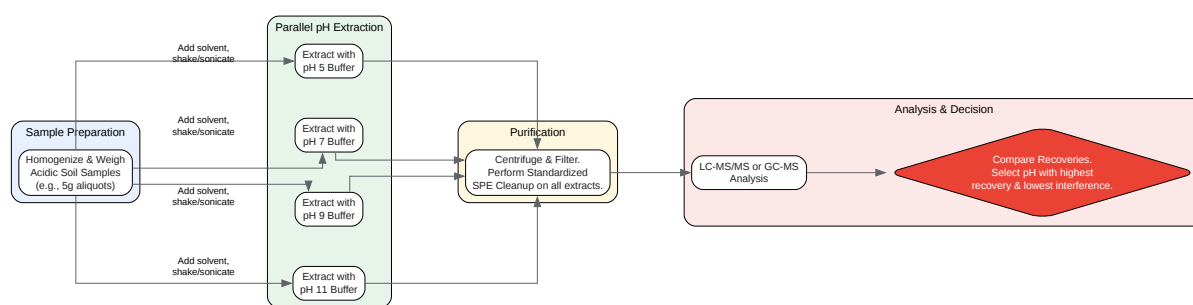 Parallel pH Extraction
Add solvent,
shake/sonicate
Extract with
pH 5 Buffer
Sample Preparation
Homogenize & Weigh
Acidic Soil Samples
(e.g., 5g aliquots)
Add solvent,
shake/sonicate
Extract with
pH 7 Buffer
Add solvent,
shake/sonicate
Extract with
pH 9 Buffer
Add solvent,
shake/sonicate
Extract with
pH 11 Buffer
Purification
Centrifuge & Filter.
Perform Standardized
SPE Cleanup on all extracts.
Analysis & Decision
LC-MS/MS or GC-MS
Analysis
Compare Recoveries.
Select pH with highest
recovery & lowest interference.